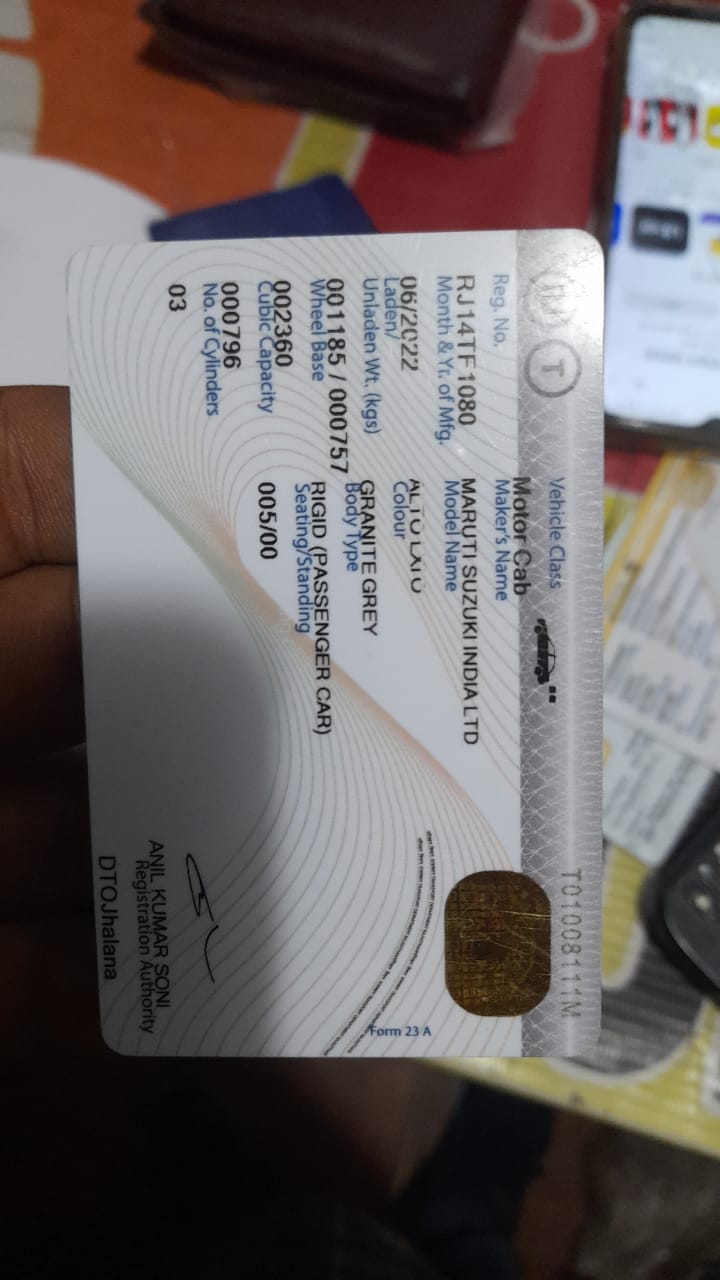 T
T01008111M
Vehicle Class
Motor Cab
Reg. No.
RJ14TF1080
Maker's Name
MARUTI SUZUKI INDIA LTD
Month & Yr. of Mfg.
06/2022
Model Name
Laden/
Unladen Wt. (kgs)
001185 / 000757
Colour
GRANITE GREY
Wheel Base
002360
Body Type
RIGID (PASSENGER CAR)
Cubic Capacity
000796
Seating/Standing
005/00
No. of Cylinders
03
Form 23 A
ANIL KUMAR SONI
Registration Authority
DTOJhalana